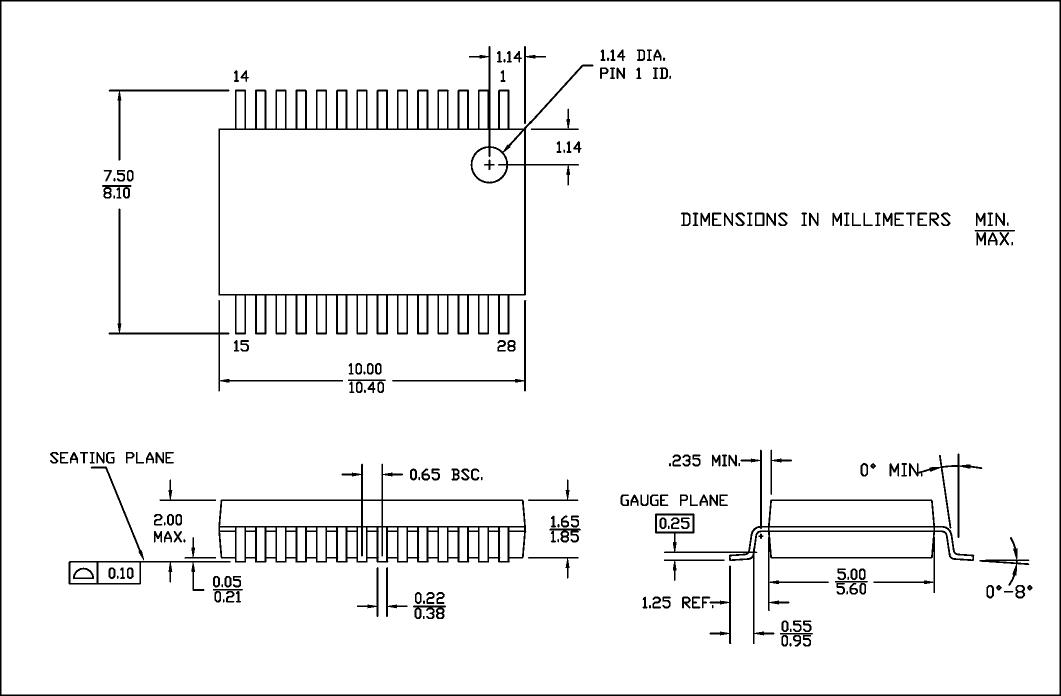 1.14
1.14 DIA.
PIN 1 ID.
14
1
1.14
7.50
8.10
DIMENSIONS IN MILLIMETERS MIN.
MAX.
15
28
10.00
10.40
SEATING PLANE
0.65 BSC.
.235 MIN.
0° MIN.
GAUGE PLANE
0.25
2.00
MAX.
1.65
1.85
0.10
0.05
0.21
0.22
0.38
1.25 REF.
5.00
5.60
0°-8°
0.55
0.95